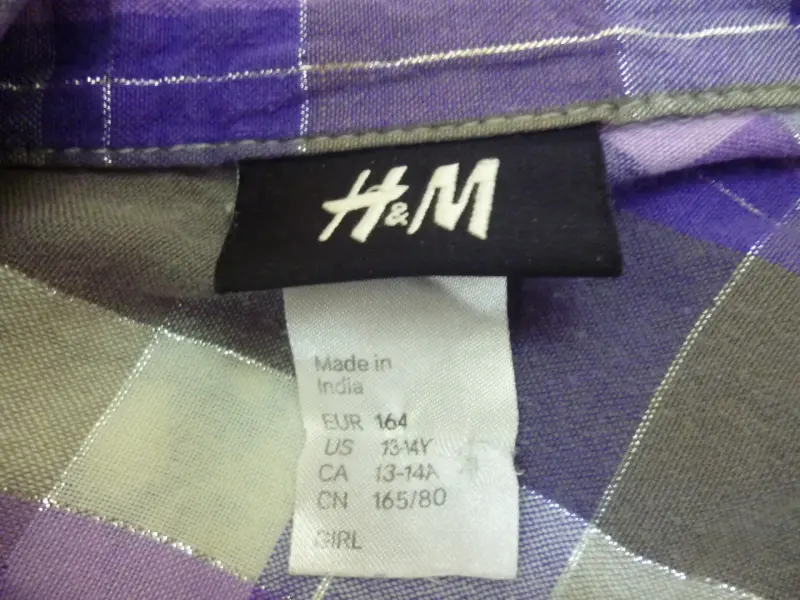 H&M
Made in
India
EUR 164
US 13-14Y
CA 13-14A
CN 165/80
GIRL